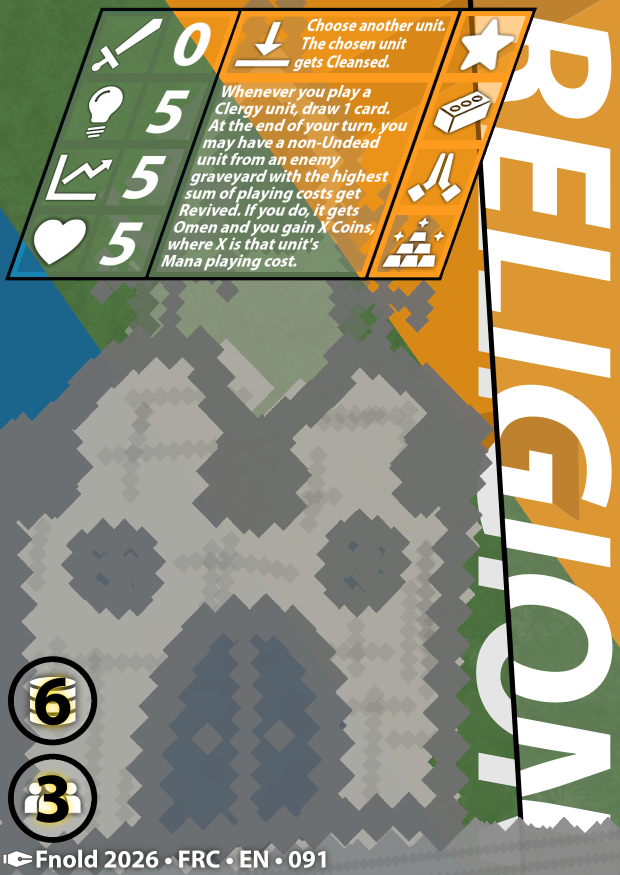 0
5
5
5
Choose another unit.
The chosen unit
gets Cleansed.
Whenever you play a
Clergy unit, draw 1 card.
At the end of your turn, you
may have a non-Undead
unit from an enemy
graveyard with the highest
sum of playing costs get
Revived. If you do, it gets
Omen and you gain X Coins,
where X is that unit's
Mana playing cost.
RELIGION
6
3
Fnold 2026 • FRC • EN • 091